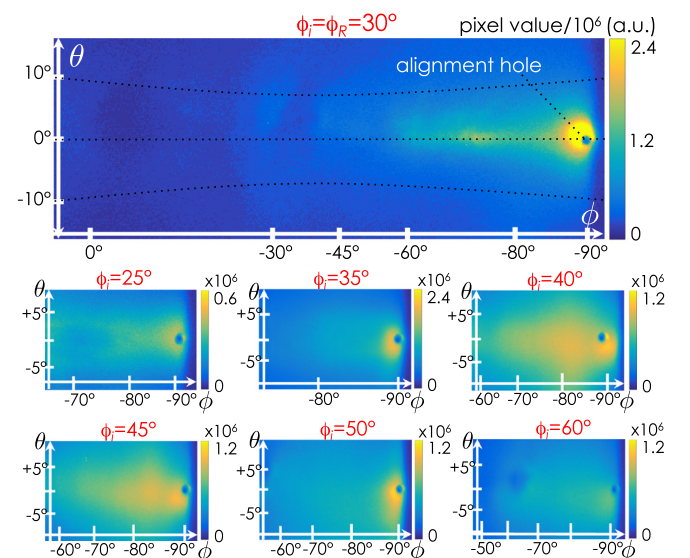 ϕi=ϕR=30° pixel value/10⁶ (a.u.)
θ
alignment hole
10°
0°
-10°
2.4
1.2
0
ϕ
0° -30° -45° -60° -80° -90°
ϕi=25° ϕi=35° ϕi=40°
θ x10⁶ θ x10⁶ θ x10⁶
0.6 2.4 1.2
+5° +5° +5°
-5° -5° -5°
0 0 0
-70° -80° -90° ϕ -80° -90° ϕ -60° -70° -80° -90° ϕ
ϕi=45° ϕi=50° ϕi=60°
θ x10⁶ θ x10⁶ θ x10⁶
1.2 1.2 1.2
+5° +5° +5°
-5° -5° -5°
0 0 0
-60° -70° -80° -90° ϕ -60° -70° -80° -90° ϕ -50° -60° -70° -80° -90° ϕ